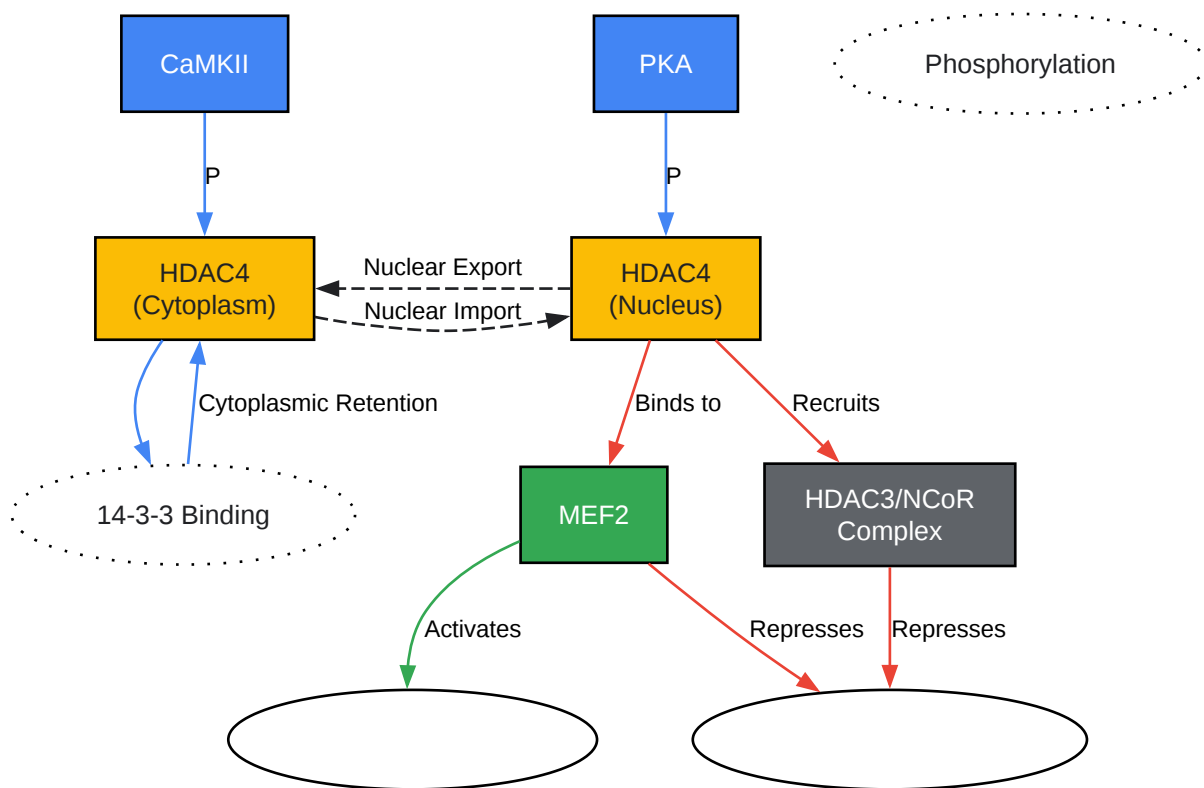 CaMKII
PKA
Phosphorylation
P
P
HDAC4
(Cytoplasm)
Nuclear Export
Nuclear Import
HDAC4
(Nucleus)
Cytoplasmic Retention
Binds to
Recruits
14-3-3 Binding
MEF2
HDAC3/NCoR
Complex
Activates
Represses
Represses